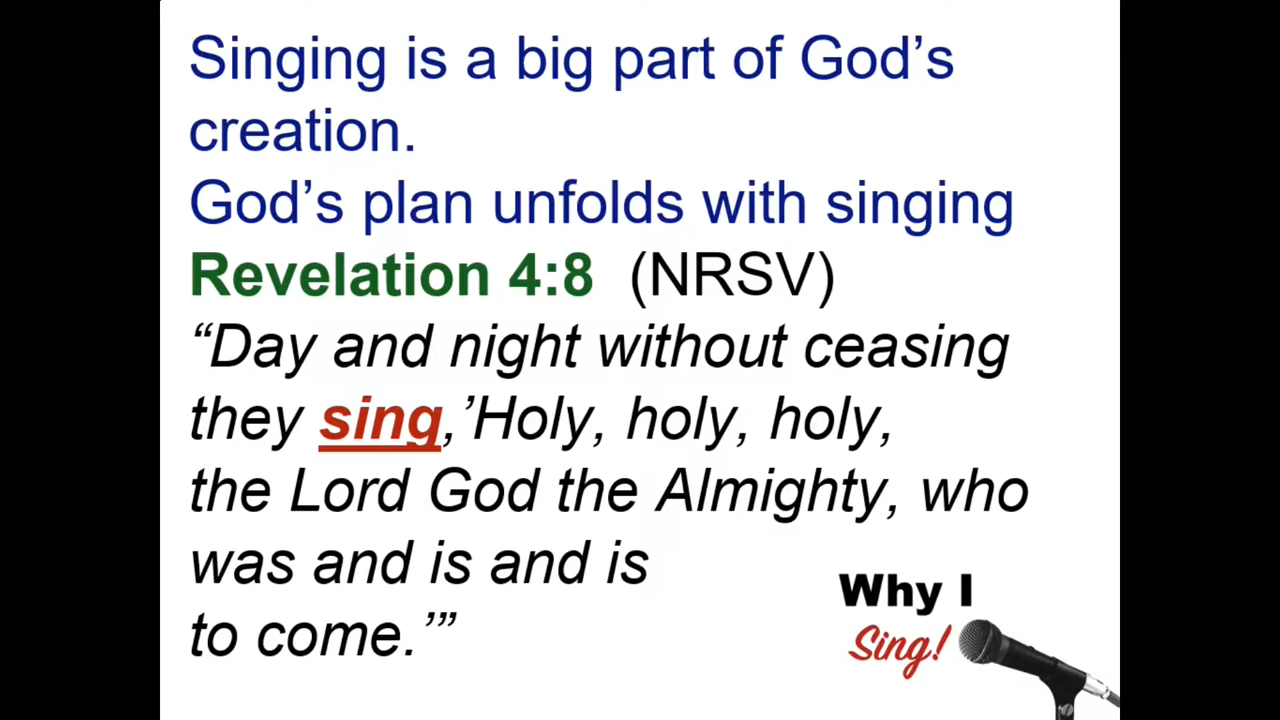 Singing is a big part of God’s
creation.
God’s plan unfolds with singing
Revelation 4:8 (NRSV)
“Day and night without ceasing
they sing,’Holy, holy, holy,
the Lord God the Almighty, who
was and is and is
to come.’”
Why I
Sing!